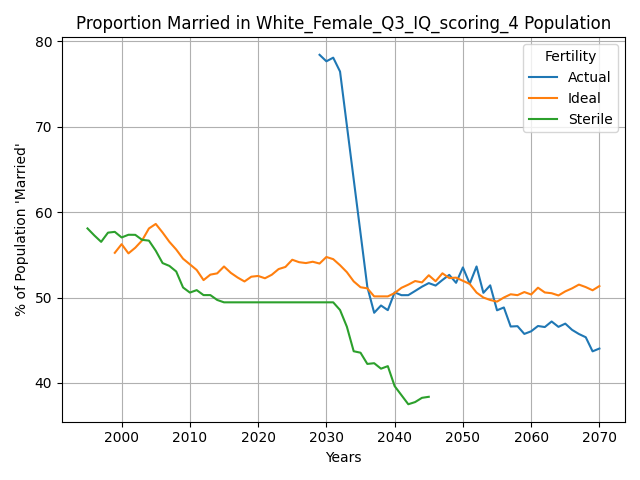 Proportion Married in White_Female_Q3_IQ_scoring_4 Population
80
70
60
50
40
% of Population 'Married'
Fertility
Actual
Ideal
Sterile
2000 2010 2020 2030 2040 2050 2060 2070
Years